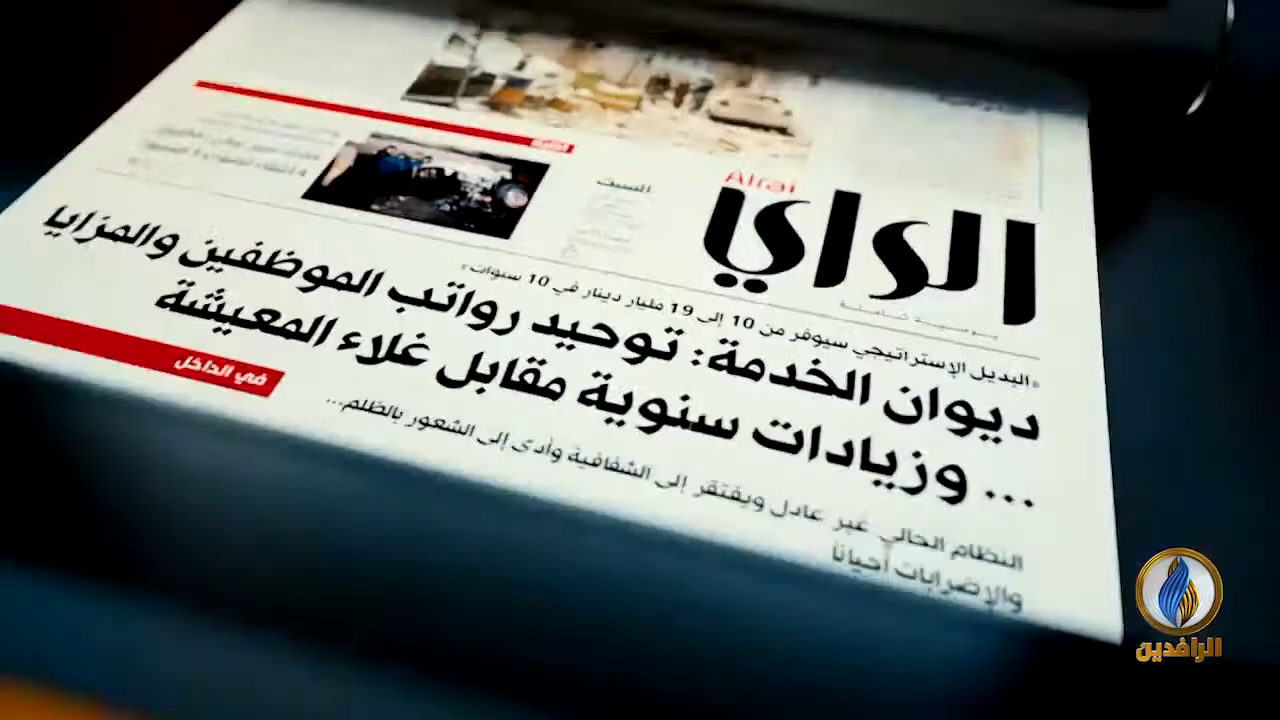 Alrai
الراي
يومية شاملة
السبت
«البديل الإستراتيجي سيوفر من 10 إلى 19 مليار دينار في 10 سنوات»
ديوان الخدمة: توحيد رواتب الموظفين والمزايا
... وزيادات سنوية مقابل غلاء المعيشة
في الداخل
النظام الحالي غير عادل ويفتقر إلى الشفافية وأدى إلى الشعور بالظلم...
والإضرابات أحياناً
الرافدين